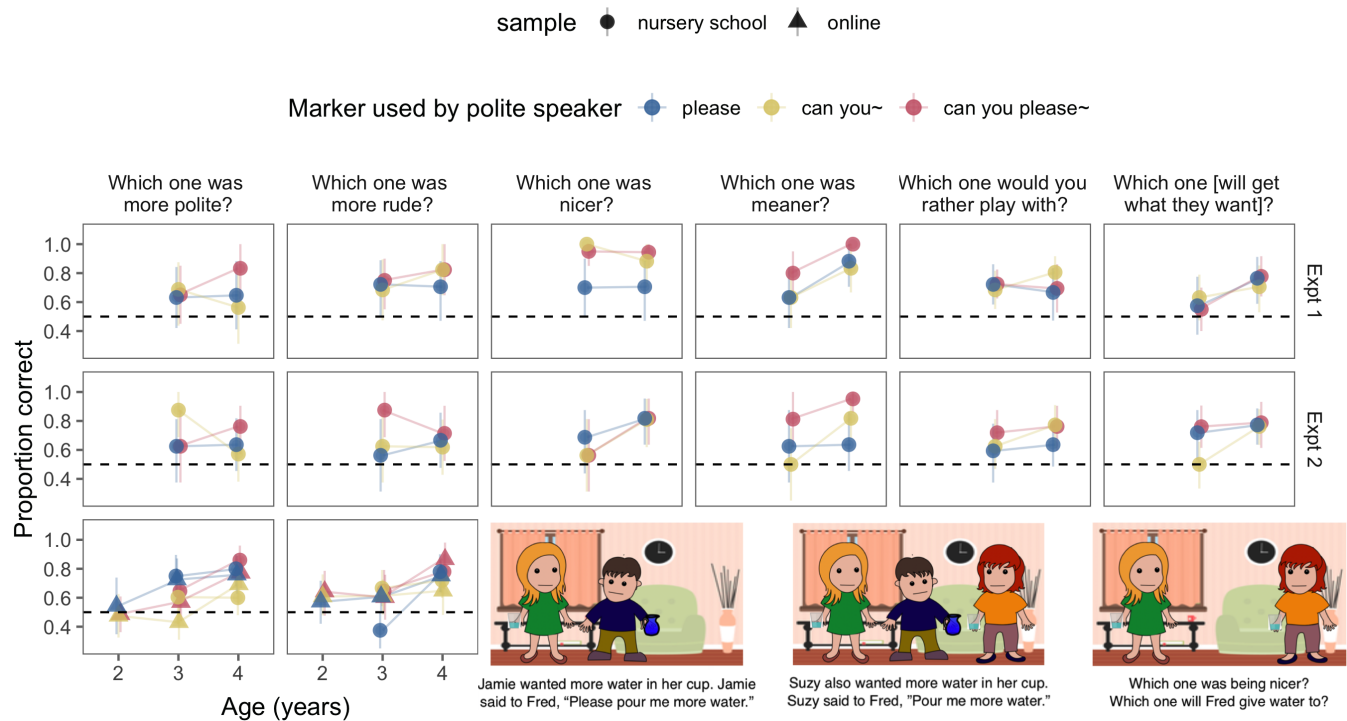 sample nursery school online
Marker used by polite speaker please can you~ can you please~
Which one was
more polite?
Which one was
more rude?
Which one was
nicer?
Which one was
meaner?
Which one would you
rather play with?
Which one [will get
what they want]?
Proportion correct
1.0
0.8
0.6
0.4
Expt 1
1.0
0.8
0.6
0.4
Expt 2
1.0
0.8
0.6
0.4
2 3 4 2 3 4
Age (years)
Jamie wanted more water in her cup. Jamie
said to Fred, “Please pour me more water.”
Suzy also wanted more water in her cup.
Suzy said to Fred, ”Pour me more water.”
Which one was being nicer?
Which one will Fred give water to?